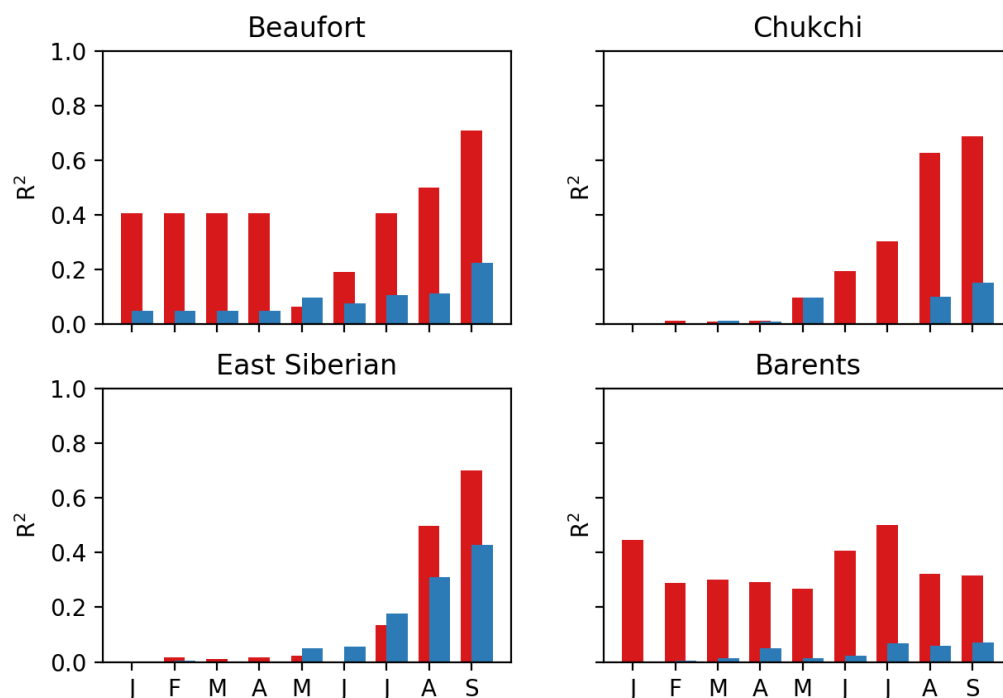 Beaufort
Chukchi
1.0
0.8
0.6
0.4
0.2
0.0
R²
R²
East Siberian
Barents
1.0
0.8
0.6
0.4
0.2
0.0
R²
R²
J F M A M J J A S
J F M A M J J A S